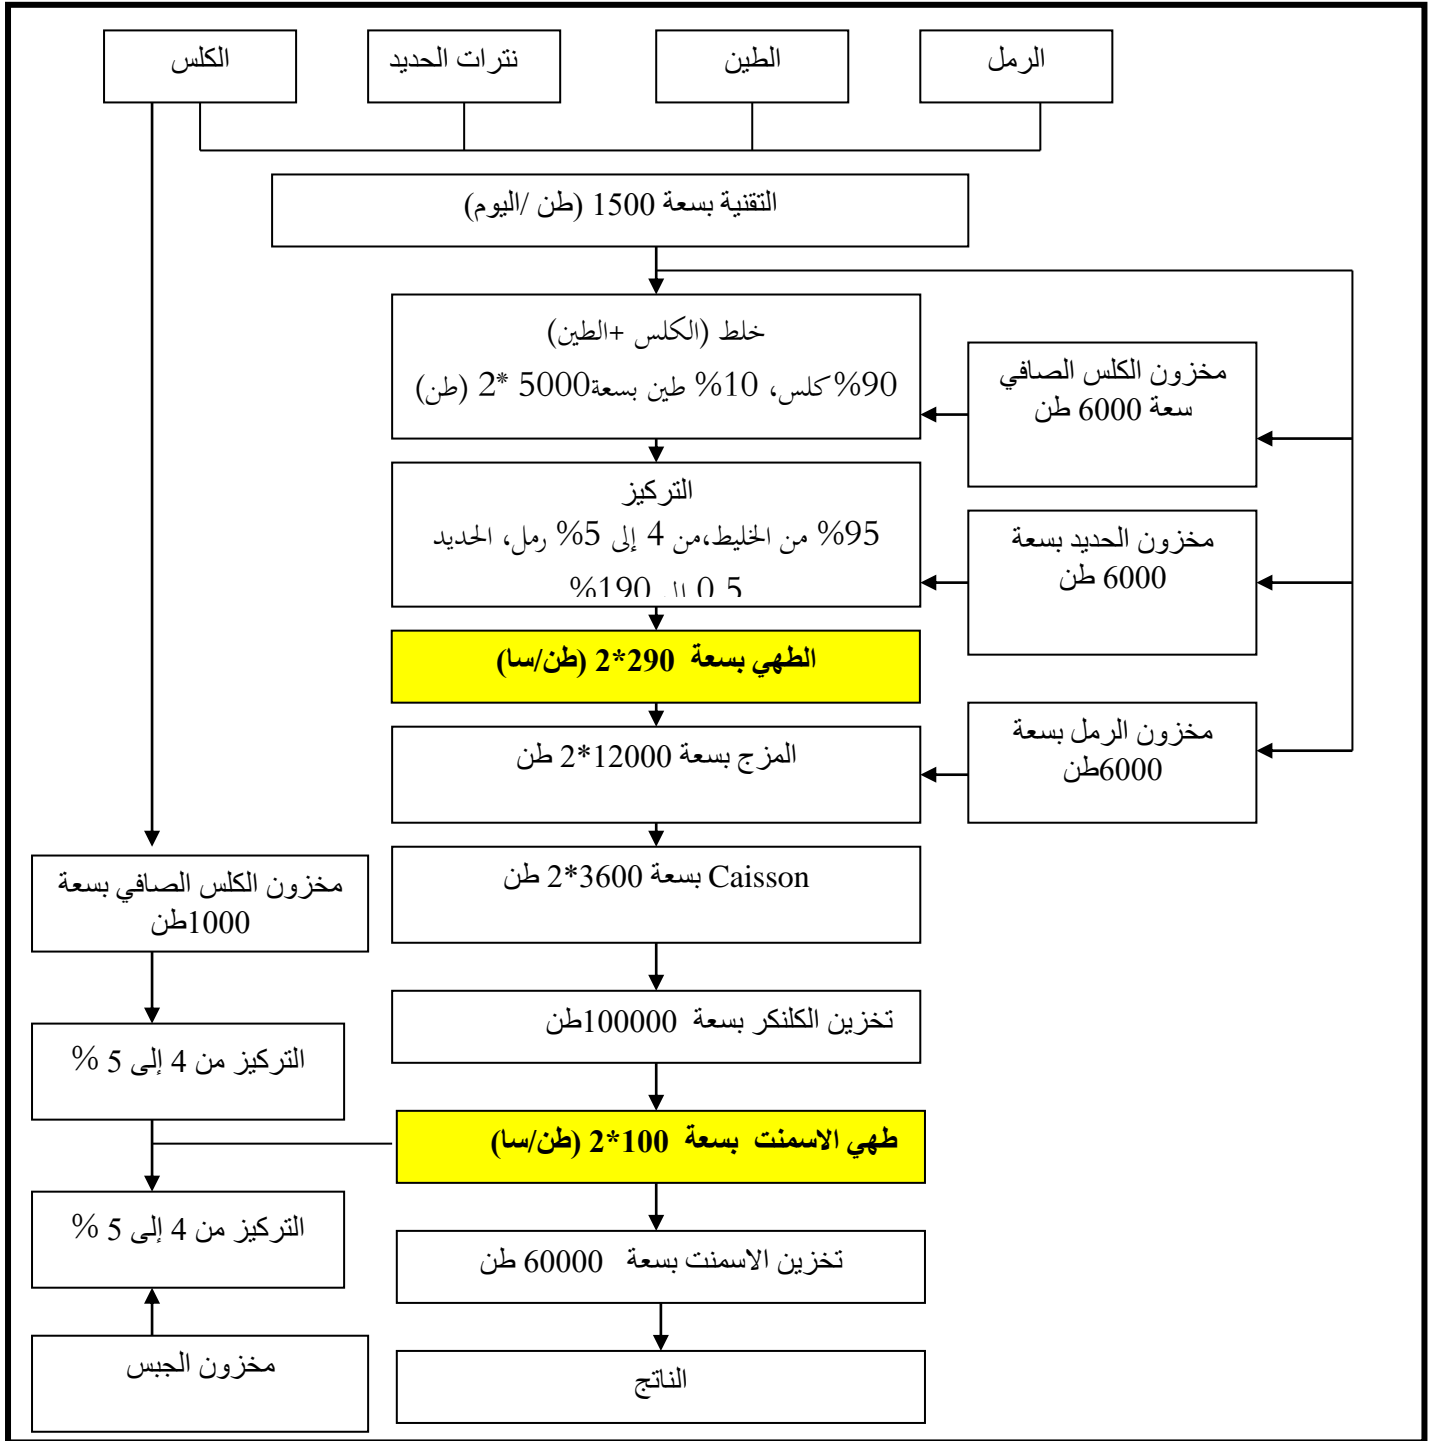 الرمل
الطين
نترات الحديد
الكلس
التقنية بسعة 1500 (طن /اليوم)
خلط (الكلس +الطين)
90% كلس، 10% طين بسعة5000 *2 (طن)
مخزون الكلس الصافي
سعة 6000 طن
التركيز
95% من الخليط،من 4 إلى 5% رمل، الحديد
0.5 الى 190%
مخزون الحديد بسعة
6000 طن
الطهي بسعة 290*2 (طن/سا)
مخزون الرمل بسعة
6000طن
المزج بسعة 12000*2 طن
Caisson بسعة 3600*2 طن
مخزون الكلس الصافي بسعة
1000طن
تخزين الكلنكر بسعة 100000طن
التركيز من 4 إلى 5 %
طهي الاسمنت بسعة 100*2 (طن/سا)
التركيز من 4 إلى 5 %
تخزين الاسمنت بسعة 60000 طن
مخزون الجبس
الناتج